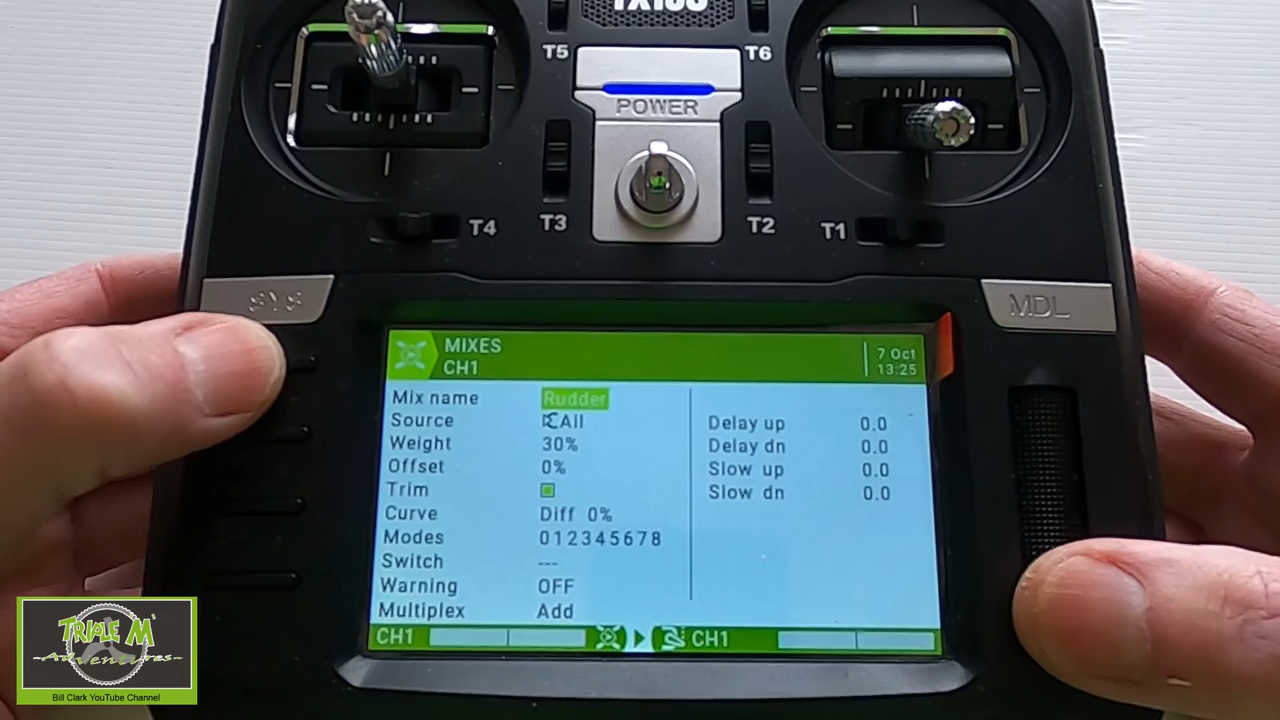 TX16S
T5
T6
POWER
T3
T2
T4
T1
SYS
MDL
MIXES
CH1
7 Oct
13:25
Mix name Rudder
Source Ail
Weight 30%
Offset 0%
Trim
Curve Diff 0%
Modes 012345678
Switch ---
Warning OFF
Multiplex Add
Delay up 0.0
Delay dn 0.0
Slow up 0.0
Slow dn 0.0
CH1
CH1
TRIPLE M
-Adventures-
Bill Clark YouTube Channel